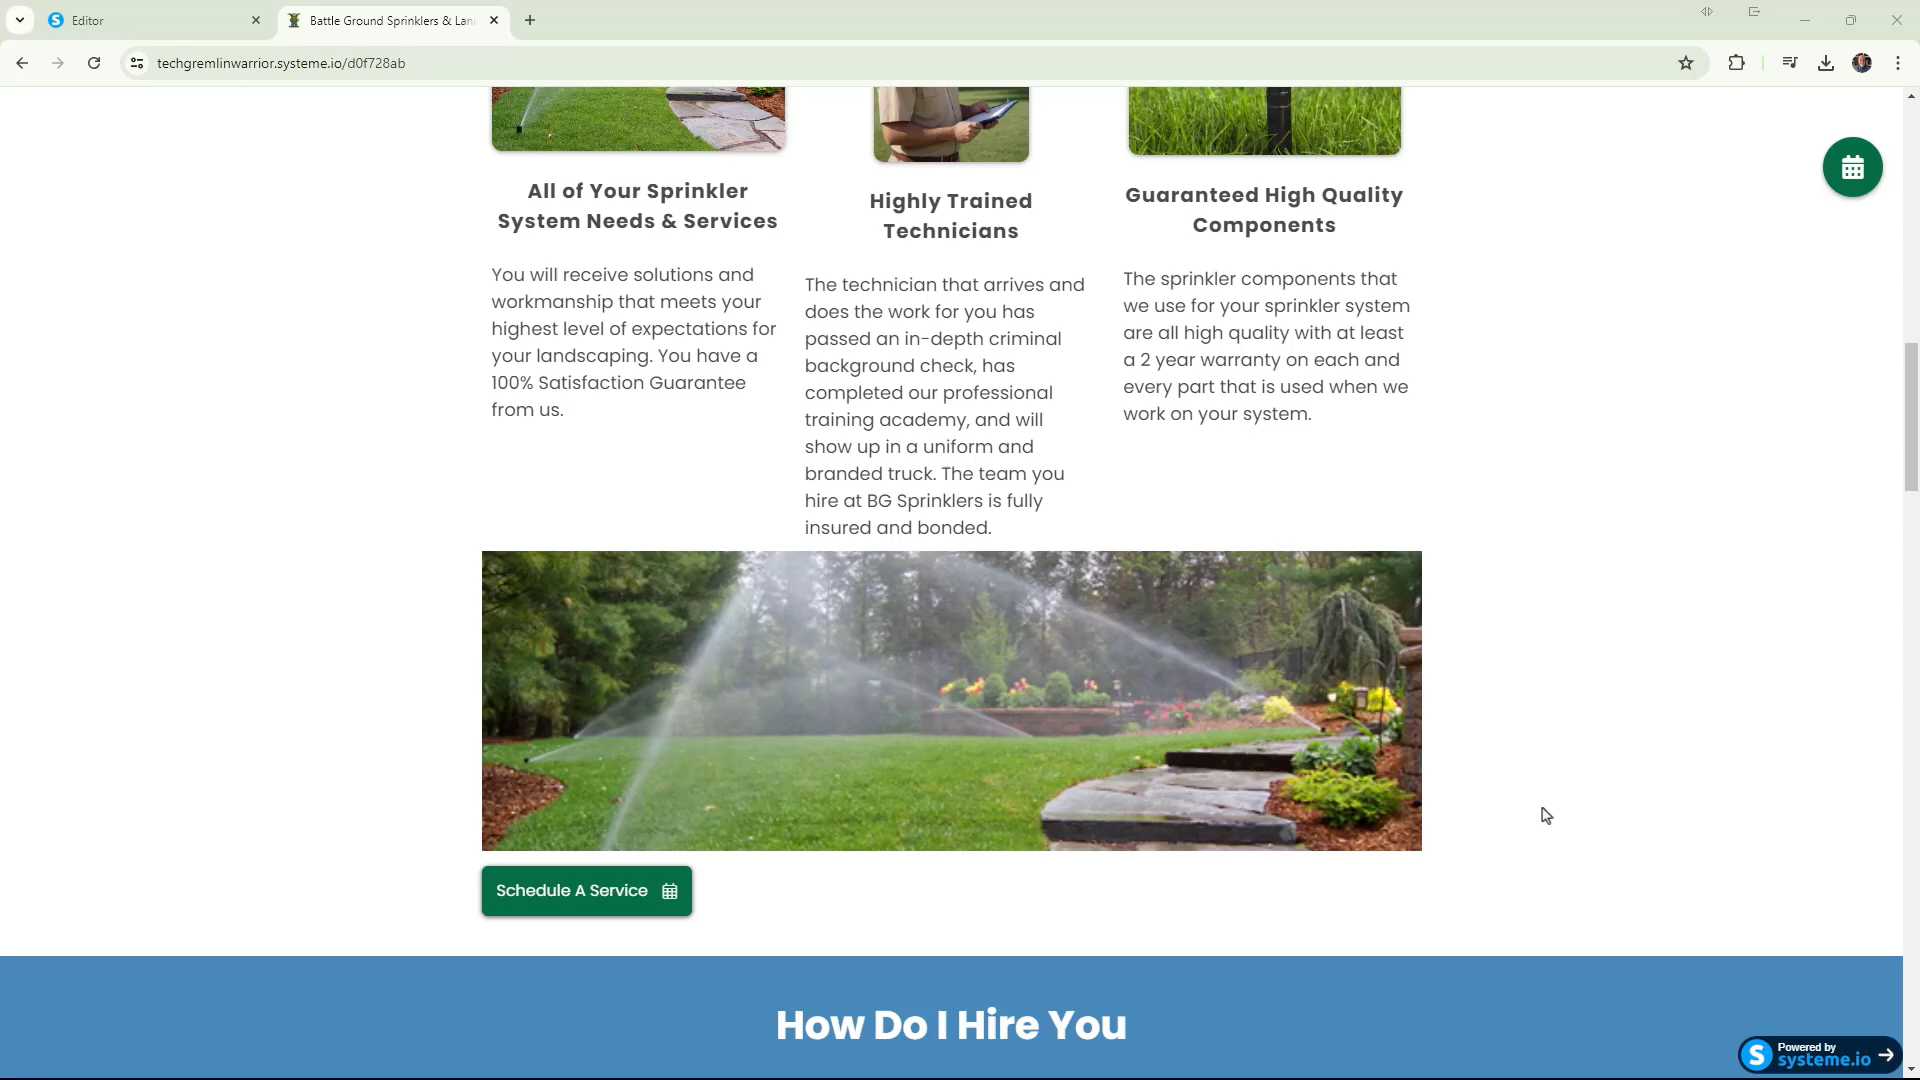 Editor
Battle Ground Sprinklers & Lan
techgremlinwarrior.systeme.io/d0f728ab
All of Your Sprinkler
System Needs & Services
You will receive solutions and
workmanship that meets your
highest level of expectations for
your landscaping. You have a
100% Satisfaction Guarantee
from us.
Highly Trained
Technicians
The technician that arrives and
does the work for you has
passed an in-depth criminal
background check, has
completed our professional
training academy, and will
show up in a uniform and
branded truck. The team you
hire at BG Sprinklers is fully
insured and bonded.
Guaranteed High Quality
Components
The sprinkler components that
we use for your sprinkler system
are all high quality with at least
a 2 year warranty on each and
every part that is used when we
work on your system.
Schedule A Service
How Do I Hire You
Powered by
systeme.io